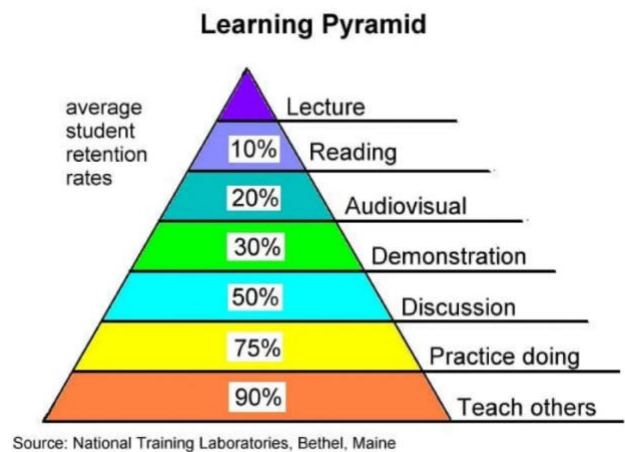 Learning Pyramid
average
student
retention
rates
Lecture
10% Reading
20% Audiovisual
30% Demonstration
50% Discussion
75% Practice doing
90% Teach others
Source: National Training Laboratories, Bethel, Maine